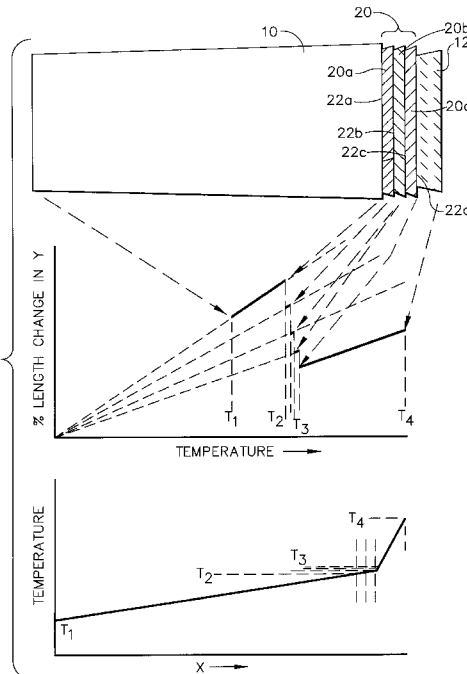 20
10
20b
12
20a
22a
22b
22c
20c
22d
% LENGTH CHANGE IN Y
T1
T2
T3
T4
TEMPERATURE
TEMPERATURE
T4
T3
T2
T1
X